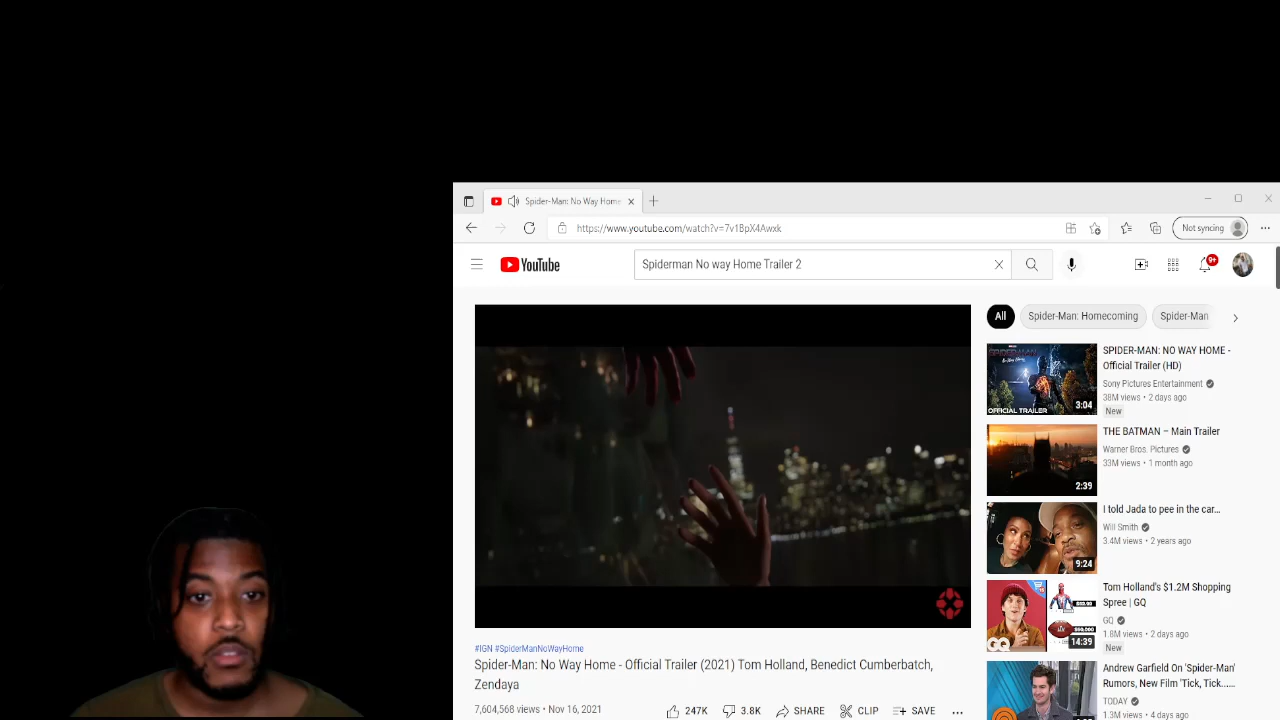 Spider-Man: No Way Home
https://www.youtube.com/watch?v=7v1BpX4Awxk
Not syncing
YouTube
Spiderman No way Home Trailer 2
9+
All
Spider-Man: Homecoming
Spider-Man
SPIDER-MAN: NO WAY HOME -
Official Trailer (HD)
Sony Pictures Entertainment
38M views • 2 days ago
New
OFFICIAL TRAILER
3:04
THE BATMAN – Main Trailer
Warner Bros. Pictures
33M views • 1 month ago
2:39
I told Jada to pee in the car...
Will Smith
3.4M views • 2 years ago
9:24
Tom Holland's $1.2M Shopping
Spree | GQ
GQ
1.8M views • 2 days ago
New
GQ
14:39
Andrew Garfield On 'Spider-Man'
Rumors, New Film 'Tick, Tick.....
TODAY
1.3M views • 4 days ago
#IGN #SpiderManNoWayHome
Spider-Man: No Way Home - Official Trailer (2021) Tom Holland, Benedict Cumberbatch,
Zendaya
7,604,568 views • Nov 16, 2021
247K
3.8K
SHARE
CLIP
SAVE